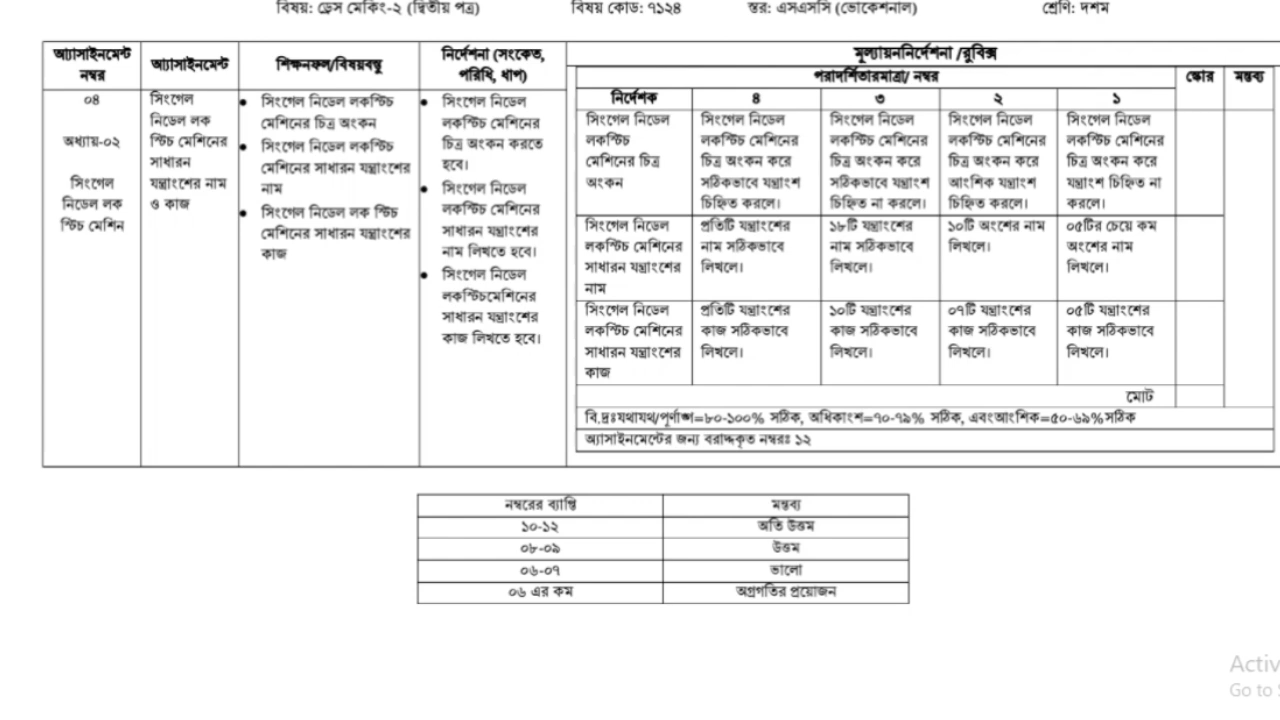 বিষয়: ড্রেস মেকিং-২ (দ্বিতীয় পত্র) বিষয় কোড: ৭১২৪ স্তর: এসএসসি (ভোকেশনাল) শ্রেণি: দশম
আ্যাসাইনমেন্ট
নম্বর
আ্যাসাইনমেন্ট
শিক্ষনফল/বিষয়বস্তু
নির্দেশনা (সংকেত,
পরিধি, ধাপ)
মূল্যায়ননির্দেশনা /রুবিক্স
পরাদর্শিতারমাত্রা/ নম্বর
স্কোর
মন্তব্য
নির্দেশক
৪
৩
২
১
০৪
অধ্যায়-০২
সিংগেল
নিডেল লক
স্টিচ মেশিন
সিংগেল
নিডেল লক
স্টিচ মেশিনের
সাধারন
যন্ত্রাংশের নাম
ও কাজ
● সিংগেল নিডেল লকস্টিচ
মেশিনের চিত্র অংকন
● সিংগেল নিডেল লকস্টিচ
মেশিনের সাধারন যন্ত্রাংশের
নাম
● সিংগেল নিডেল লক স্টিচ
মেশিনের সাধারন যন্ত্রাংশের
কাজ
● সিংগেল নিডেল
লকস্টিচ মেশিনের
চিত্র অংকন করতে
হবে।
● সিংগেল নিডেল
লকস্টিচ মেশিনের
সাধারন যন্ত্রাংশের
নাম লিখতে হবে।
● সিংগেল নিডেল
লকস্টিচমেশিনের
সাধারন যন্ত্রাংশের
কাজ লিখতে হবে।
সিংগেল নিডেল
লকস্টিচ
মেশিনের চিত্র
অংকন
সিংগেল নিডেল
লকস্টিচ মেশিনের
চিত্র অংকন করে
সঠিকভাবে যন্ত্রাংশ
চিহ্নিত করলে।
সিংগেল নিডেল
লকস্টিচ মেশিনের
চিত্র অংকন করে
সঠিকভাবে যন্ত্রাংশ
চিহ্নিত না করলে।
সিংগেল নিডেল
লকস্টিচ মেশিনের
চিত্র অংকন করে
আংশিক যন্ত্রাংশ
চিহ্নিত করলে।
সিংগেল নিডেল
লকস্টিচ মেশিনের
চিত্র অংকন করে
যন্ত্রাংশ চিহ্নিত না
করলে।
সিংগেল নিডেল
লকস্টিচ মেশিনের
সাধারন যন্ত্রাংশের
নাম
প্রতিটি যন্ত্রাংশের
নাম সঠিকভাবে
লিখলে।
১৮টি যন্ত্রাংশের
নাম সঠিকভাবে
লিখলে।
১০টি অংশের নাম
লিখলে।
০৫টির চেয়ে কম
অংশের নাম
লিখলে।
সিংগেল নিডেল
লকস্টিচ মেশিনের
সাধারন যন্ত্রাংশের
কাজ
প্রতিটি যন্ত্রাংশের
কাজ সঠিকভাবে
লিখলে।
১০টি যন্ত্রাংশের
কাজ সঠিকভাবে
লিখলে।
০৭টি যন্ত্রাংশের
কাজ সঠিকভাবে
লিখলে।
০৫টি যন্ত্রাংশের
কাজ সঠিকভাবে
লিখলে।
মোট
বি.দ্রঃযথাযথ/পূর্ণাঙ্গ=৮০-১০০% সঠিক, অধিকাংশ=৭০-৭৯% সঠিক, এবংআংশিক=৫০-৬৯%সঠিক
অ্যাসাইনমেন্টের জন্য বরাদ্দকৃত নম্বরঃ ১২
নম্বরের ব্যাপ্তি মন্তব্য
১০-১২ অতি উত্তম
০৮-০৯ উত্তম
০৬-০৭ ভালো
০৬ এর কম অগ্রগতির প্রয়োজন
Activ
Go to